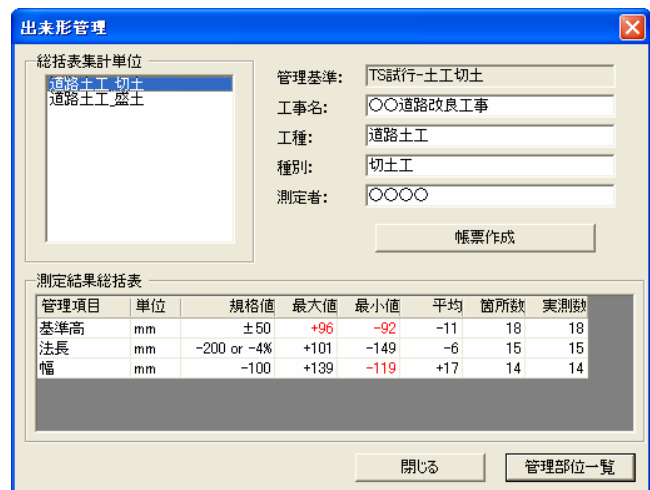 出来形管理
総括表集計単位
道路土工_切土
道路土工_盛土
管理基準: TS試行-土工切土
工事名: 〇〇道路改良工事
工種: 道路土工
種別: 切土工
測定者: 〇〇〇〇
帳票作成
測定結果総括表
管理項目 単位 規格値 最大値 最小値 平均 箇所数 実測数
基準高 mm ±50 +96 -92 -11 18 18
法長 mm -200 or -4% +101 -149 -6 15 15
幅 mm -100 +139 -119 +17 14 14
閉じる 管理部位一覧